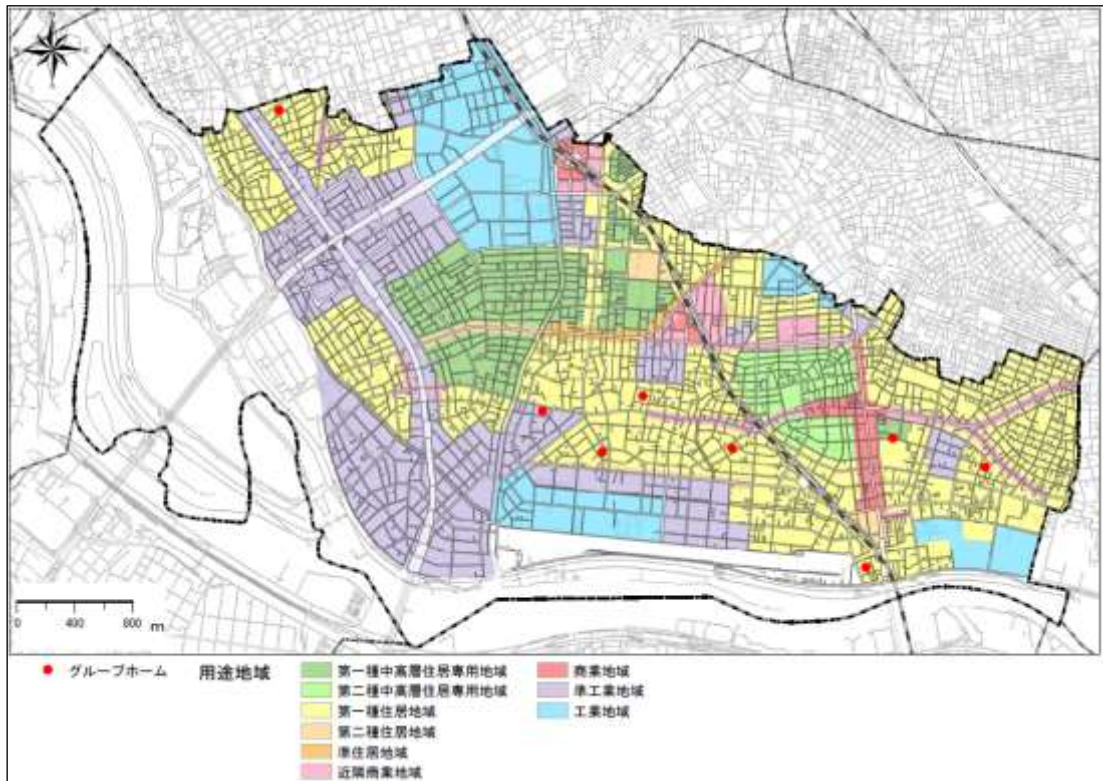 0 400 800 m
グループホーム
用途地域
第一種中高層住居専用地域
第二種中高層住居専用地域
第一種住居地域
第二種住居地域
準住居地域
近隣商業地域
商業地域
準工業地域
工業地域